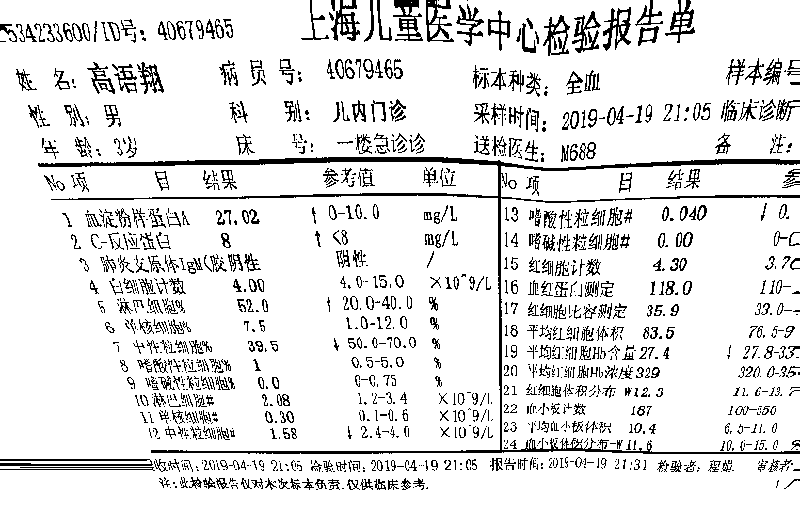 534233600/ID号: 40679465
上海儿童医学中心检验报告单
姓 名: 高语翔 病 员 号: 40679465 标本种类: 全血 样本编号
性 别: 男 科 别: 儿内门诊 采样时间: 2019-04-19 21:05 临床诊断
年 龄: 3岁 床 号: 一楼急诊诊 送检医生: M688 备 注:
No 项 目 结果 参考值 单位
1 血淀粉样蛋白A 27.02 ↑ 0-10.0 mg/L
2 C-反应蛋白 8 ↑ <8 mg/L
3 肺炎支原体IgM(胶 阴性 阴性 /
4 白细胞计数 4.00 4.0-15.0 ×10^9/L
5 淋巴细胞% 52.0 ↑ 20.0-40.0 %
6 单核细胞% 7.5 1.0-12.0 %
7 中性粒细胞% 39.5 ↓ 50.0-70.0 %
8 嗜酸性粒细胞% 1 0.5-5.0 %
9 嗜碱性粒细胞% 0.0 0-0.75 %
10 淋巴细胞# 2.08 1.2-3.4 ×10^9/L
11 单核细胞# 0.30 0.1-0.6 ×10^9/L
12 中性粒细胞# 1.58 ↓ 2.4-4.0 ×10^9/L
No 项 目 结果 参
13 嗜酸性粒细胞# 0.040 ↓ 0.
14 嗜碱性粒细胞# 0.00 0-0
15 红细胞计数 4.30 3.70
16 血红蛋白测定 118.0 110-
17 红细胞比容测定 35.9 33.0-
18 平均红细胞体积 83.5 76.5-9
19 平均红细胞Hb含量 27.4 ↓ 27.8-33
20 平均红细胞Hb浓度 329 320.0-35
21 红细胞体积分布-W 12.3 11.6-13.7
22 血小板计数 187 100-550
23 平均血小板体积 10.4 6.5-11.0
24 血小板体积分布-W 11.6 10.0-15.0 %
收时间: 2019-04-19 21:05 检验时间: 2019-04-19 21:05 报告时间: 2019-04-19 21:31 检验者: 审核者
注: 此检验报告仅对本次标本负责.仅供临床参考.